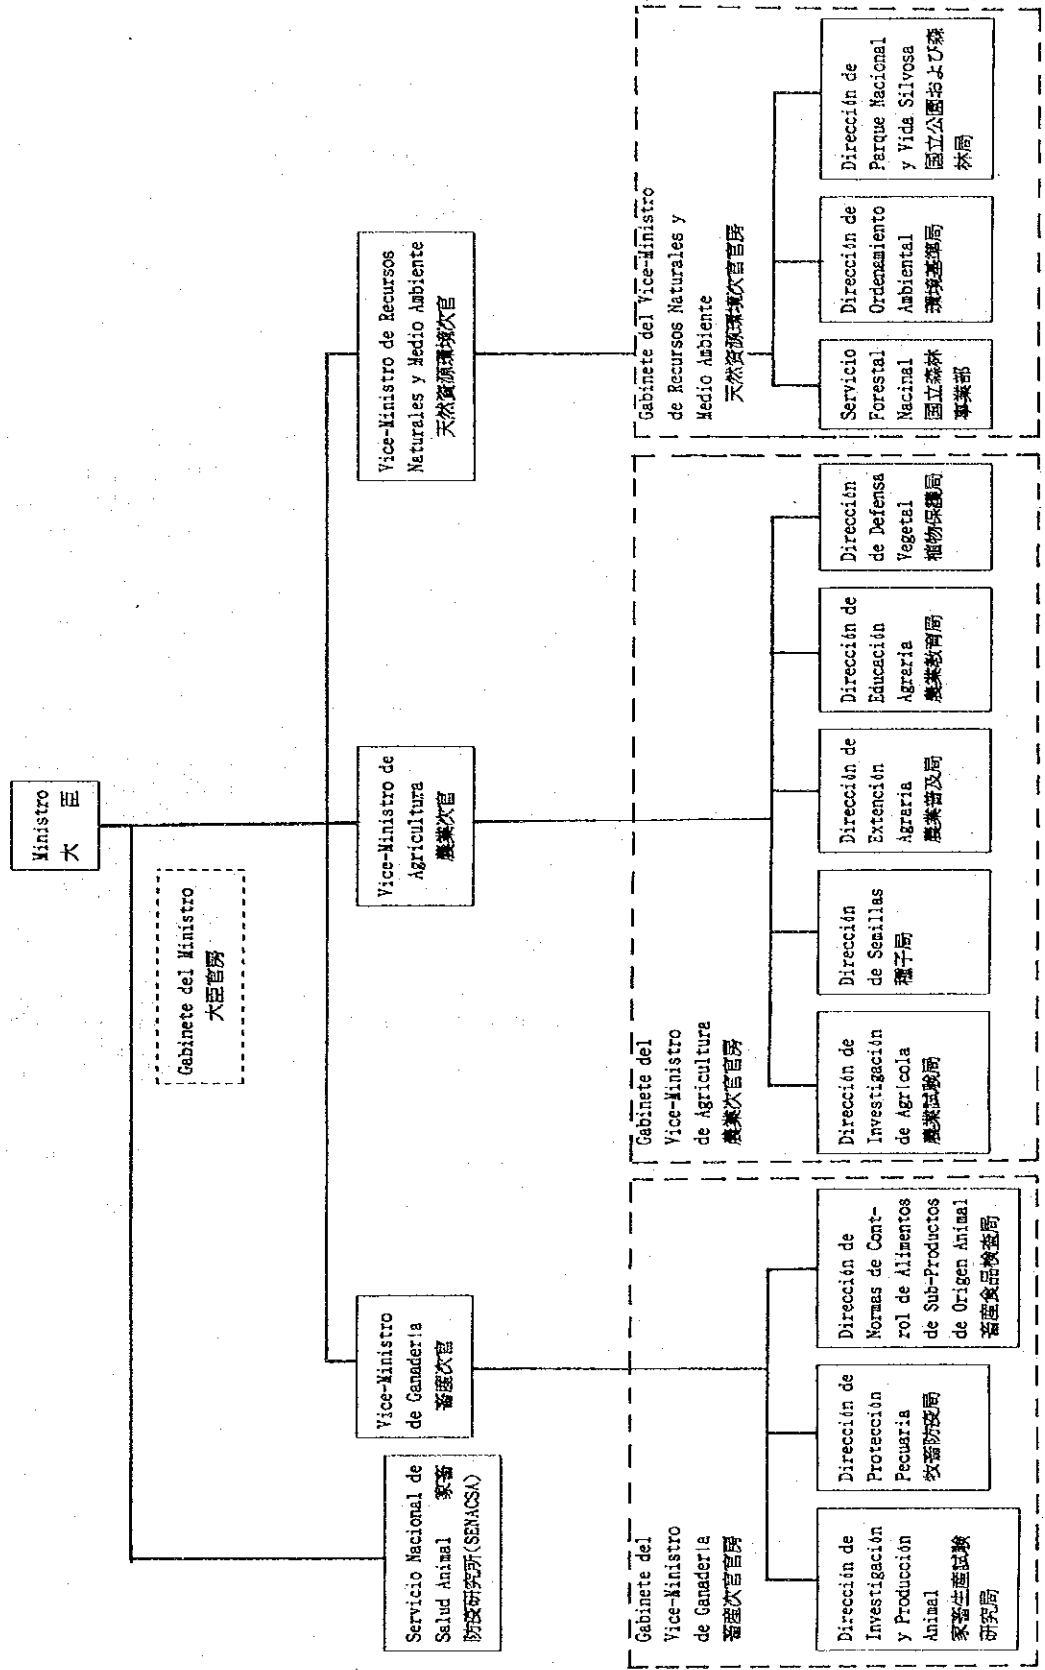 Ministro
大 臣
Gabinete del Ministro
大臣官房
Servicio Nacional de
Salud Animal 家畜
防疫研究所(SENACSA)
Vice-Ministro
de Ganaderia
畜産次官
Vice-Ministro de
Agricultura
農業次官
Vice-Ministro de Recursos
Naturales y Medio Ambiente
天然資源環境次官
Gabinete del
Vice-Ministro
de Ganaderia
畜産次官官房
Dirección de
Investigación
y Producción
Animal
家畜生産試験
研究局
Dirección de
Protección
Pecuaria
牧畜防疫局
Dirección de
Normas de Cont-
rol de Alimentos
de Sub-Productos
de Origen Animal
畜産食品検査局
Gabinete del
Vice-Ministro
de Agricultura
農業次官官房
Dirección de
Investigación
de Agrícola
農業試験局
Dirección
de Semillas
種子局
Dirección de
Extención
Agraria
農業普及局
Dirección de
Educación
Agraria
農業教育局
Dirección
de Defensa
Vegetal
植物保護局
Gabinete del Vice-Ministro
de Recursos Naturales y
Medio Ambiente
天然資源環境次官官房
Servicio
Forestal
Nacinal
国立森林
事業部
Dirección de
Ordenamiento
Ambiental
環境基準局
Dirección de
Parque Nacional
y Vida Silvosa
国立公園および森
林局